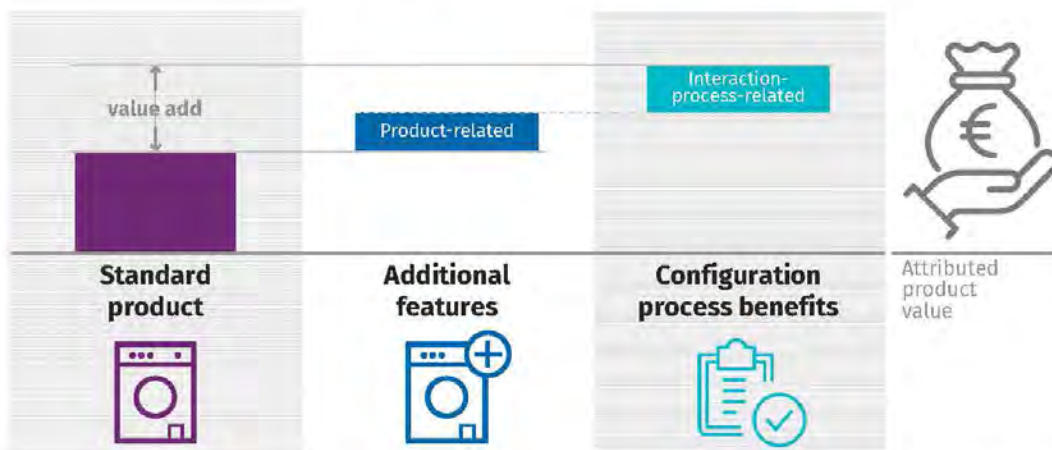 value add
Product-related
Interaction-
process-related
€
Standard
product
Additional
features
Configuration
process benefits
Attributed
product
value